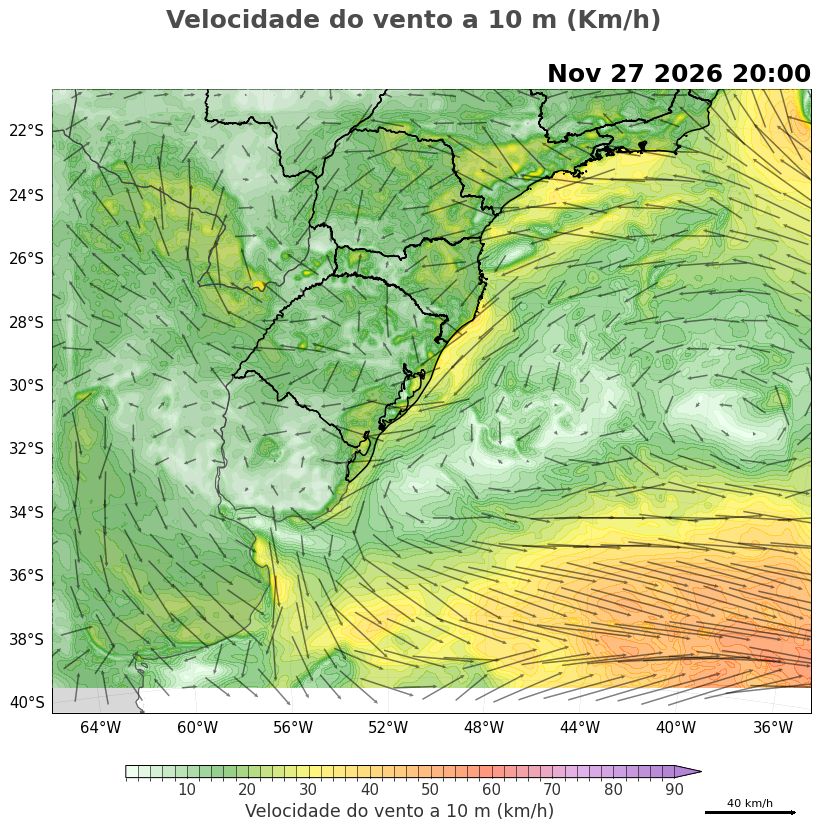 Velocidade do vento a 10 m (Km/h)
Nov 27 2026 20:00
22°S
24°S
26°S
28°S
30°S
32°S
34°S
36°S
38°S
40°S
64°W 60°W 56°W 52°W 48°W 44°W 40°W 36°W
10 20 30 40 50 60 70 80 90
Velocidade do vento a 10 m (km/h)
40 km/h